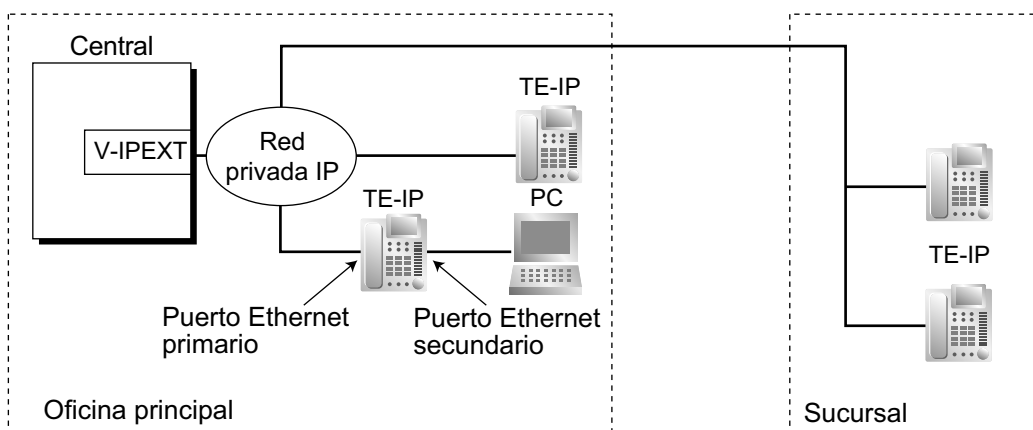 Central
V-IPEXT
Red
privada IP
TE-IP
TE-IP
PC
Puerto Ethernet
primario
Puerto Ethernet
secundario
Oficina principal
TE-IP
Sucursal